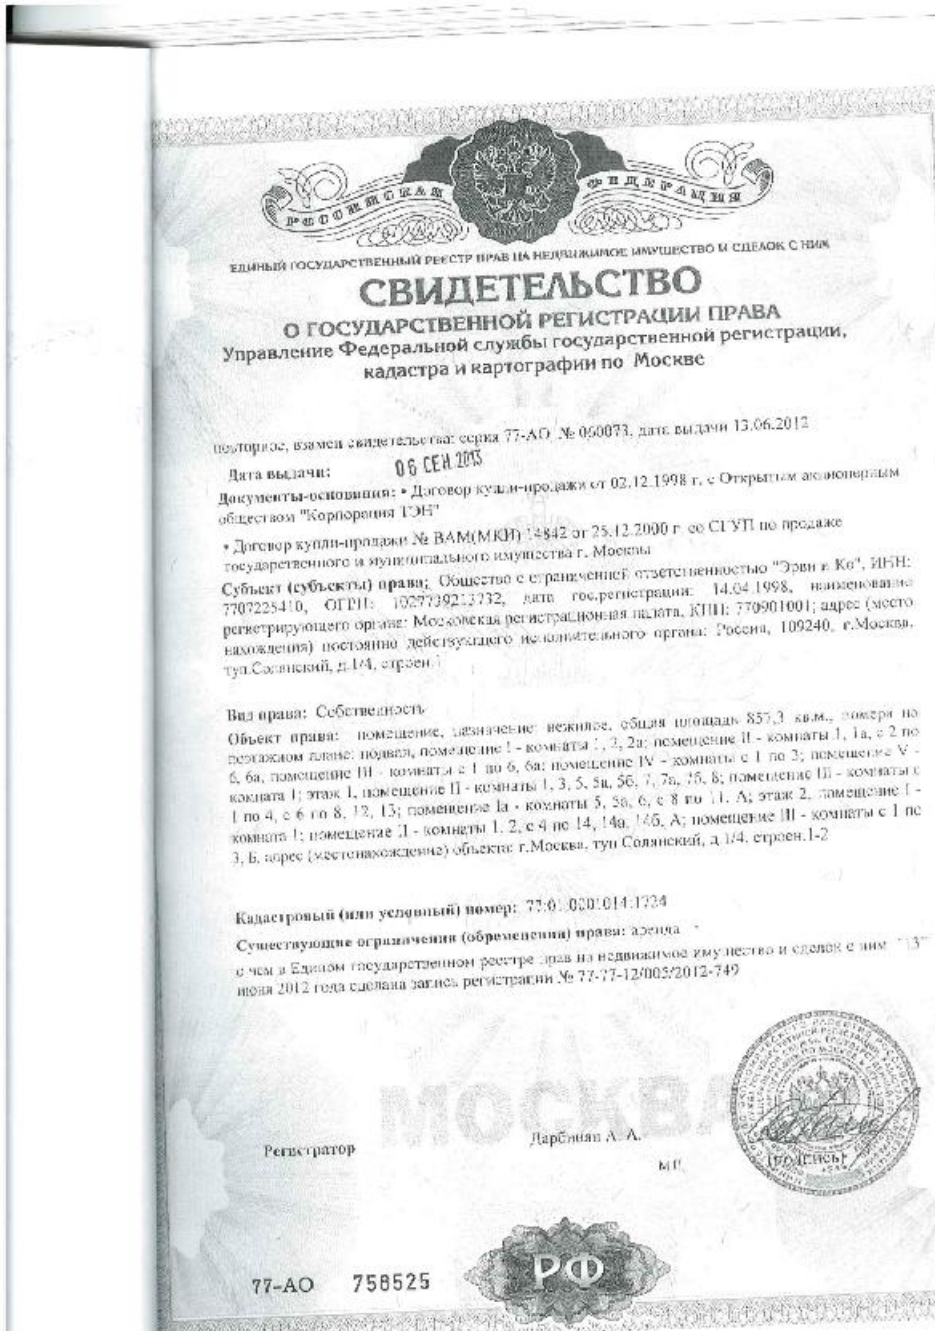 РОССИЙСКАЯ ФЕДЕРАЦИЯ
ЕДИНЫЙ ГОСУДАРСТВЕННЫЙ РЕЕСТР ПРАВ НА НЕДВИЖИМОЕ ИМУЩЕСТВО И СДЕЛОК С НИМ
СВИДЕТЕЛЬСТВО
О ГОСУДАРСТВЕННОЙ РЕГИСТРАЦИИ ПРАВА
Управление Федеральной службы государственной регистрации,
кадастра и картографии по Москве
повторное, взамен свидетельства: серия 77-АО № 060073, дата выдачи 13.06.2012
Дата выдачи: 06 СЕН 2013
Документы-основания: • Договор купли-продажи от 02.12.1998 г. с Открытым акционерным
обществом "Корпорация ТЭН"
• Договор купли-продажи № ВАМ(МКИ) 14842 от 25.12.2000 г. со СГУП по продаже
государственного и муниципального имущества г. Москвы
Субъект (субъекты) права: Общество с ограниченной ответственностью "Эрви и Ко", ИНН:
7707225410, ОГРН: 1027739213732, дата гос.регистрации: 14.04.1998, наименование
регистрирующего органа: Московская регистрационная палата, КПП: 770901001; адрес (место
нахождения) постоянно действующего исполнительного органа: Россия, 109240, г.Москва,
туп.Солянский, д.1/4, строен.1
Вид права: Собственность
Объект права: помещение, назначение: нежилое, общая площадь 857,3 кв.м., номера на
поэтажном плане: подвал, помещение I - комнаты 1, 2, 2а; помещение II - комнаты 1, 1а, с 2 по
6, 6а, помещение III - комнаты с 1 по 6, 6а; помещение IV - комнаты с 1 по 3; помещение V -
комната 1; этаж 1, помещение II - комнаты 1, 3, 5, 5а, 5б, 7, 7а, 7б, 8; помещение III - комнаты с
1 по 4, с 6 по 8, 12, 13; помещение Iа - комнаты 5, 5а, 6, с 8 по 11, А; этаж 2, помещение I -
комната 1; помещение II - комнаты 1, 2, с 4 по 14, 14а, 14б, А; помещение III - комнаты с 1 по
3, Б, адрес (местонахождение) объекта: г.Москва, туп Солянский, д 1/4, строен.1-2
Кадастровый (или условный) номер: 77:01:0001014:1734
Существующие ограничения (обременения) права: аренда
о чем в Едином государственном реестре прав на недвижимое имущество и сделок с ним "13"
июня 2012 года сделана запись регистрации № 77-77-12/005/2012-749
МОСКВА
Регистратор Дарбинян А. А.
М.П. (подпись)
77-АО 758525
РФ